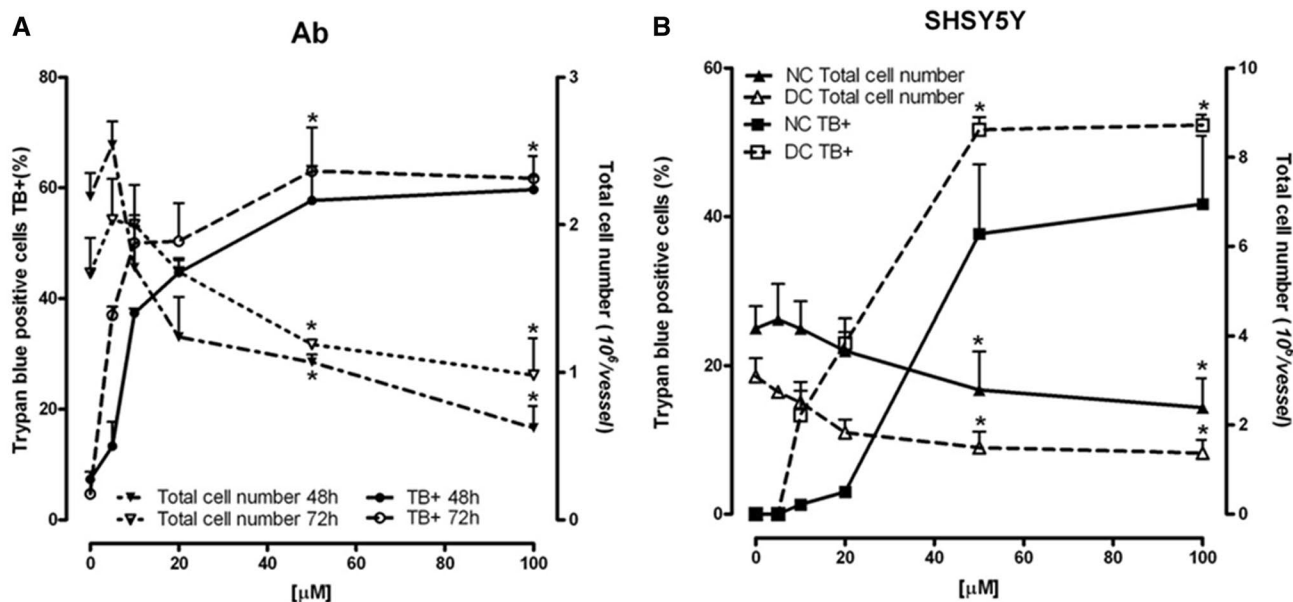 A
Ab
Trypan blue positive cells TB+(%)
80
60
40
20
0
3
2
1
0
Total cell number (10⁶/vessel)
* *
* *
* *
Total cell number 48h
Total cell number 72h
TB+ 48h
TB+ 72h
0 20 40 60 80 100
[μM]
B
SHSY5Y
Trypan blue positive cells (%)
60
40
20
0
NC Total cell number
DC Total cell number
NC TB+
DC TB+
10
8
6
4
2
0
Total cell number (10⁶/vessel)
* *
* *
* *
0 20 40 60 80 100
[μM]